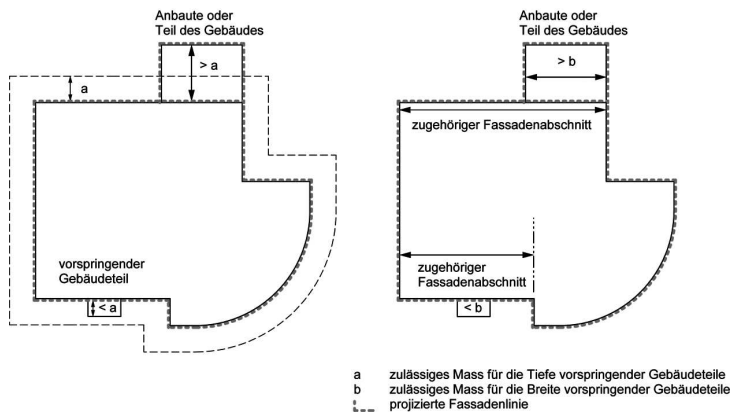 Anbaute oder
Teil des Gebäudes
> a
a
vorspringender
Gebäudeteil
< a
Anbaute oder
Teil des Gebäudes
> b
zugehöriger Fassadenabschnitt
zugehöriger
Fassadenabschnitt
< b
a zulässiges Mass für die Tiefe vorspringender Gebäudeteile
b zulässiges Mass für die Breite vorspringender Gebäudeteile
projizierte Fassadenlinie